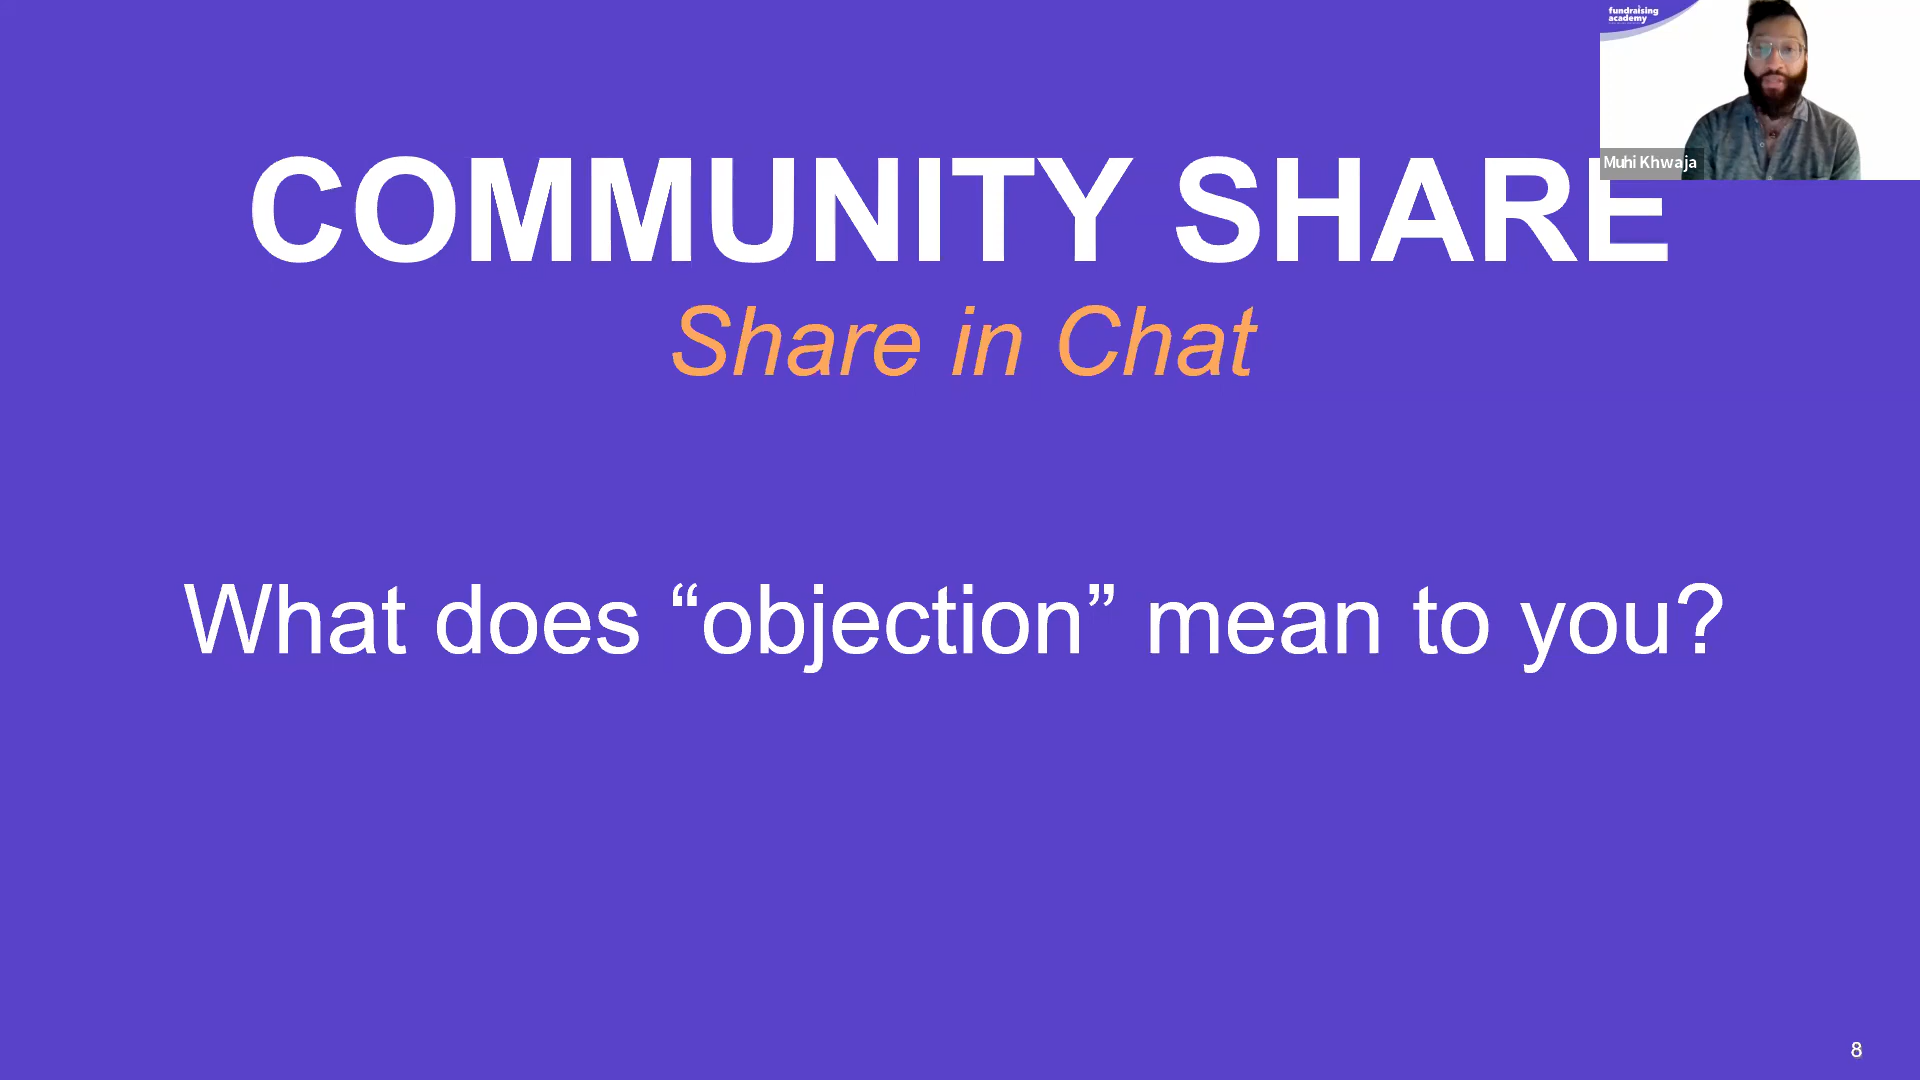 fundraising
academy
Muhi Khwaja
COMMUNITY SHARE
Share in Chat
What does “objection” mean to you?
8